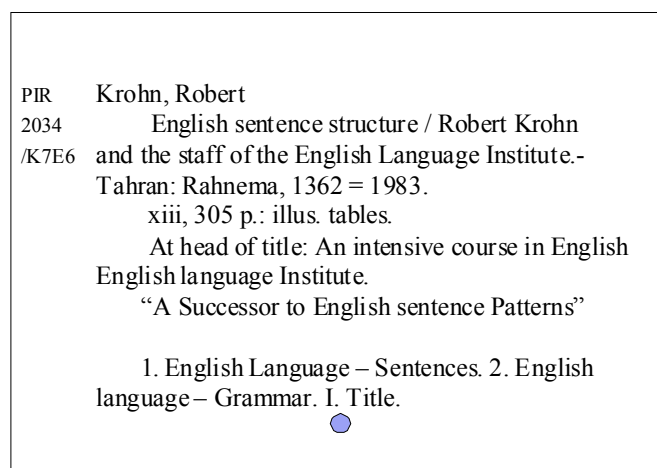 PIR Krohn, Robert
2034 English sentence structure / Robert Krohn
/K7E6 and the staff of the English Language Institute.-
Tahran: Rahnema, 1362 = 1983.
xiii, 305 p.: illus. tables.
At head of title: An intensive course in English
English language Institute.
“A Successor to English sentence Patterns”
1. English Language – Sentences. 2. English
language – Grammar. I. Title.